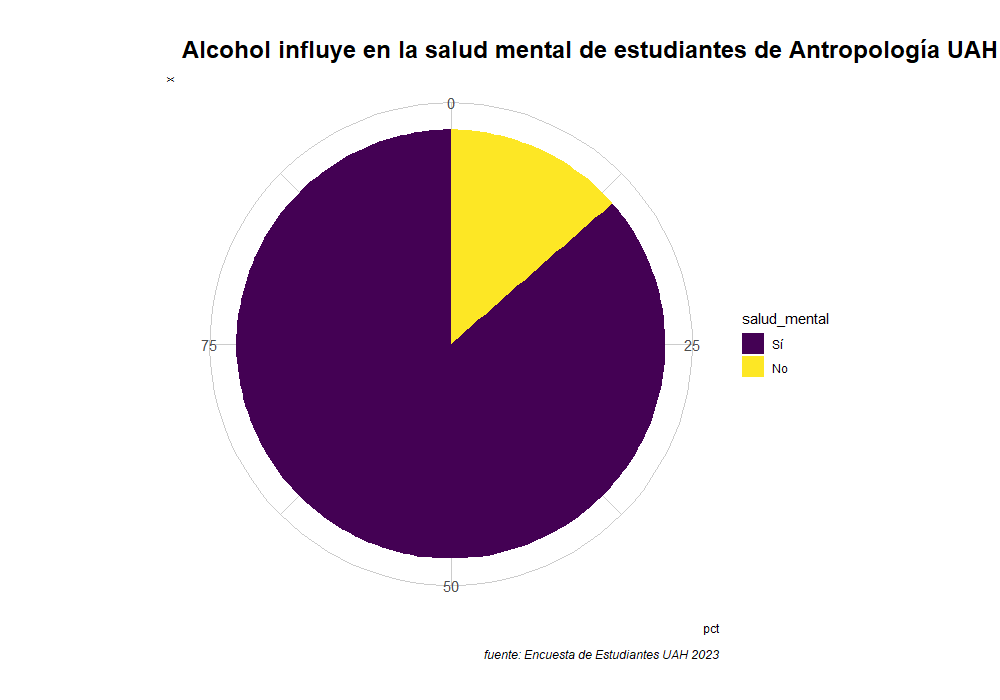 Alcohol influye en la salud mental de estudiantes de Antropología UAH
x
0
75
25
50
salud_mental
Sí
No
pct
fuente: Encuesta de Estudiantes UAH 2023